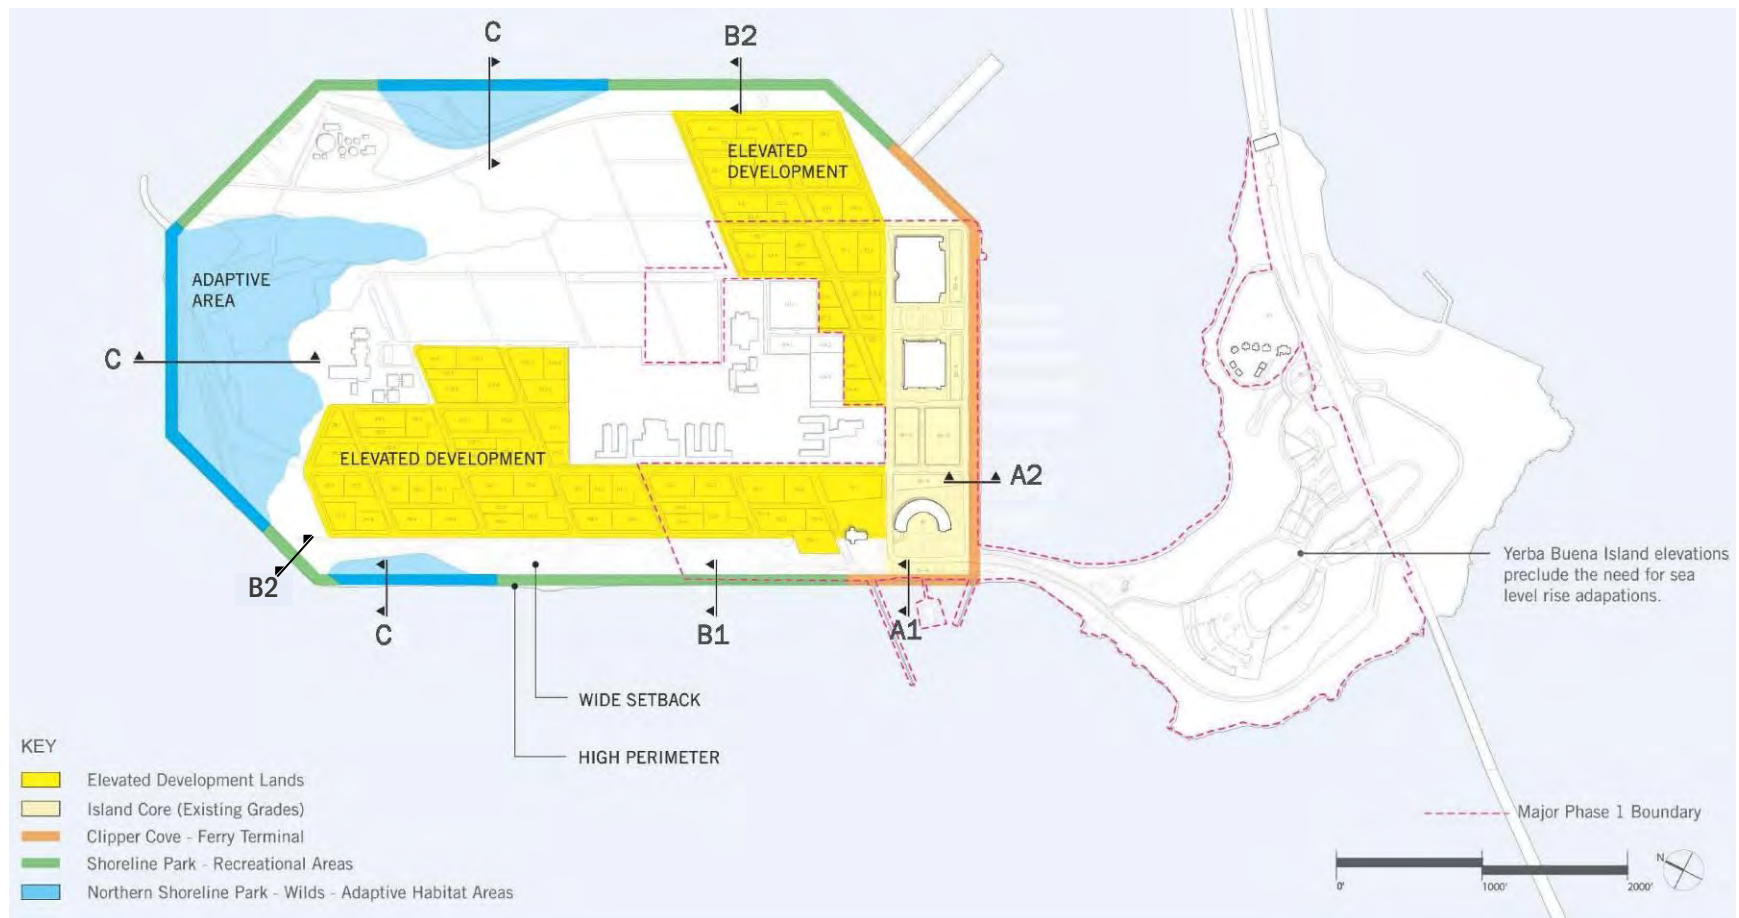 C
B2
ELEVATED
DEVELOPMENT
ADAPTIVE
AREA
C
ELEVATED DEVELOPMENT
A2
B2
C
B1
A1
Yerba Buena Island elevations
preclude the need for sea
level rise adapations.
WIDE SETBACK
HIGH PERIMETER
KEY
Elevated Development Lands
Island Core (Existing Grades)
Clipper Cove - Ferry Terminal
Shoreline Park - Recreational Areas
Northern Shoreline Park - Wilds - Adaptive Habitat Areas
Major Phase 1 Boundary
N
0'
1000'
2000'